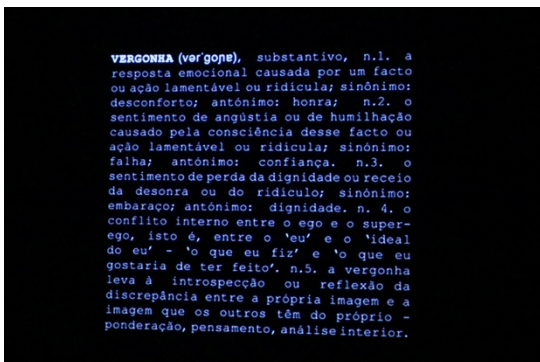 VERGONHA (vər'goɲɐ), substantivo, n.1. a
resposta emocional causada por um facto
ou ação lamentável ou ridícula; sinónimo:
desconforto; antónimo: honra; n.2. o
sentimento de angústia ou de humilhação
causado pela consciência desse facto ou
ação lamentável ou ridícula; sinónimo:
falha; antónimo: confiança. n.3. o
sentimento de perda da dignidade ou receio
da desonra ou do ridículo; sinónimo:
embaraço; antónimo: dignidade. n. 4. o
conflito interno entre o ego e o super-
ego, isto é, entre o 'eu' e o 'ideal
do eu' - 'o que eu fiz' e 'o que eu
gostaria de ter feito'. n.5. a vergonha
leva à introspecção ou reflexão da
discrepância entre a própria imagem e a
imagem que os outros têm do próprio -
ponderação, pensamento, análise interior.